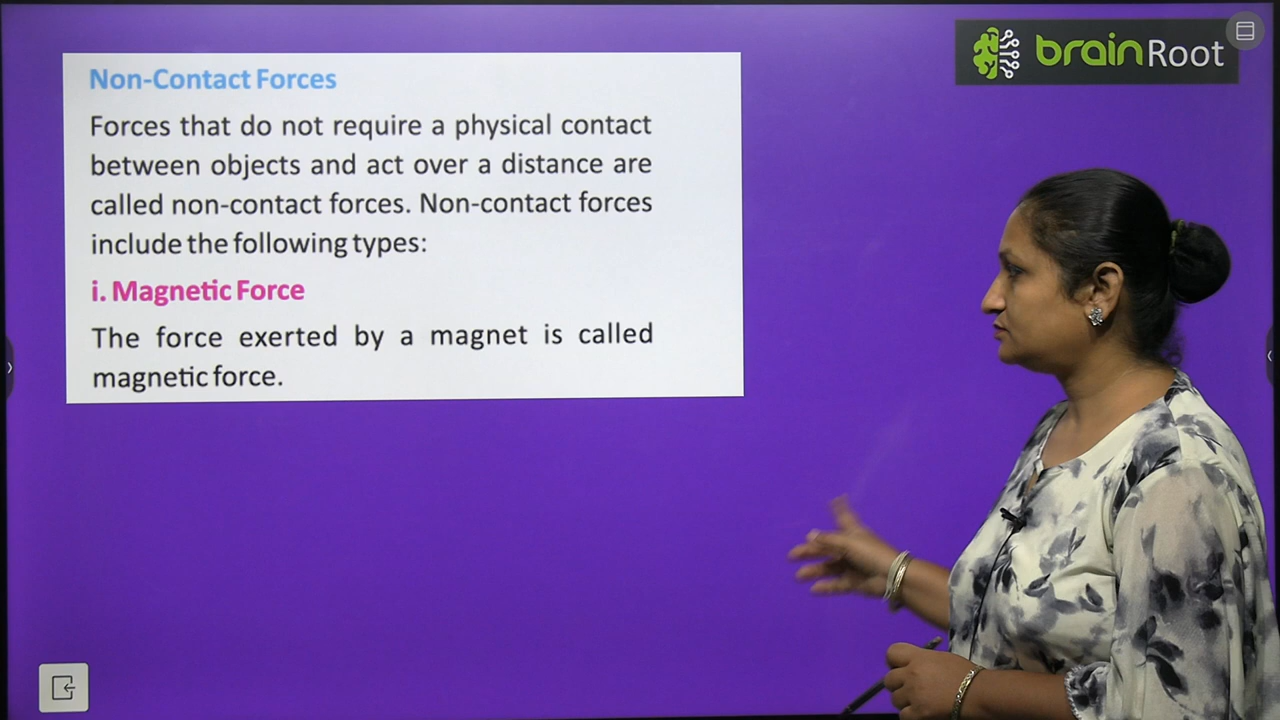 brainRoot
Non-Contact Forces
Forces that do not require a physical contact
between objects and act over a distance are
called non-contact forces. Non-contact forces
include the following types:
i. Magnetic Force
The force exerted by a magnet is called
magnetic force.